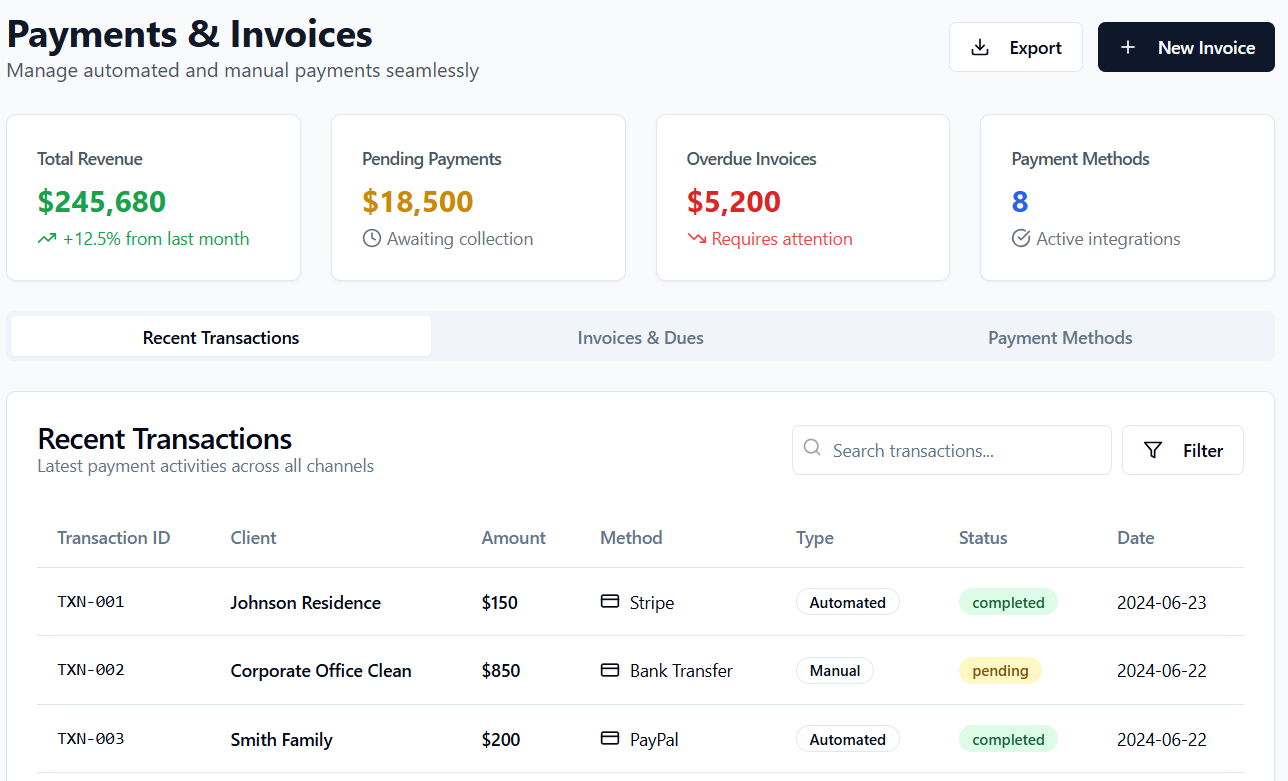 Payments & Invoices
Manage automated and manual payments seamlessly
Export
New Invoice
Total Revenue
$245,680
+12.5% from last month
Pending Payments
$18,500
Awaiting collection
Overdue Invoices
$5,200
Requires attention
Payment Methods
8
Active integrations
Recent Transactions
Invoices & Dues
Payment Methods
Recent Transactions
Latest payment activities across all channels
Search transactions...
Filter
Transaction ID Client Amount Method Type Status Date
TXN-001 Johnson Residence $150 Stripe Automated completed 2024-06-23
TXN-002 Corporate Office Clean $850 Bank Transfer Manual pending 2024-06-22
TXN-003 Smith Family $200 PayPal Automated completed 2024-06-22